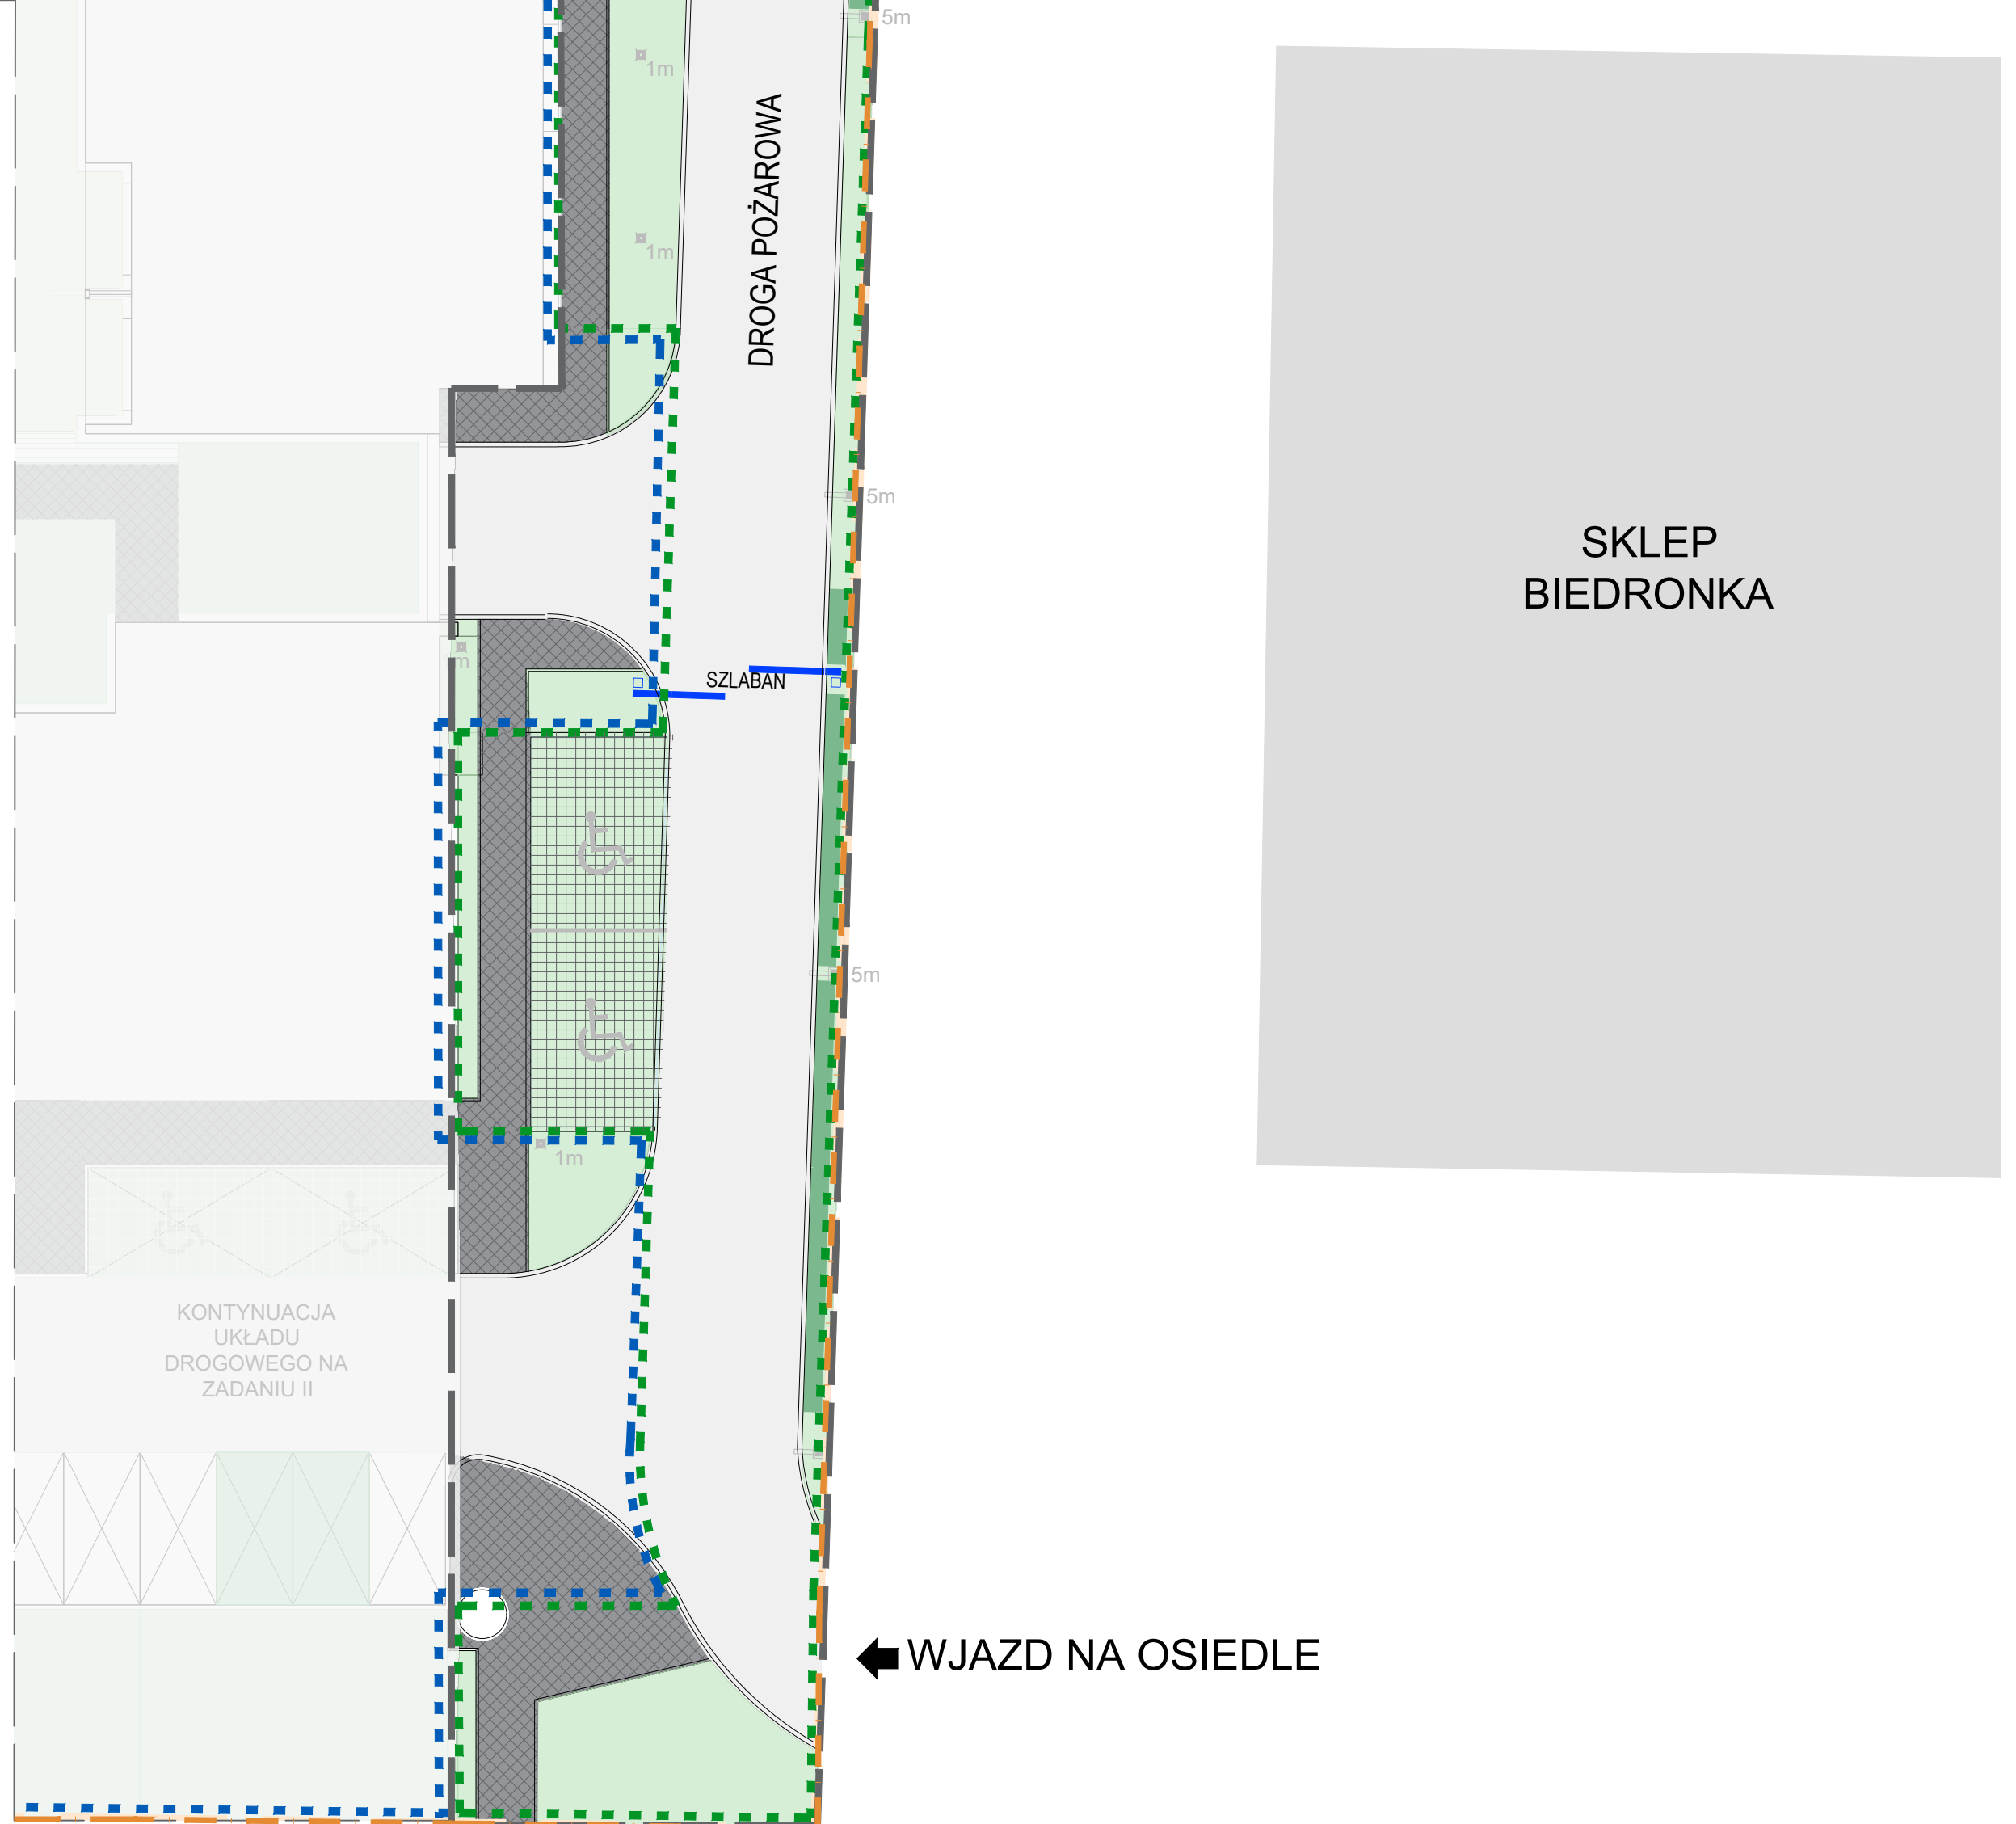 5m
1m
DROGA POŻAROWA
1m
5m
SKLEP
BIEDRONKA
m
SZLABAN
5m
1m
KONTYNUACJA
UKŁADU
DROGOWEGO NA
ZADANIU II
WJAZD NA OSIEDLE